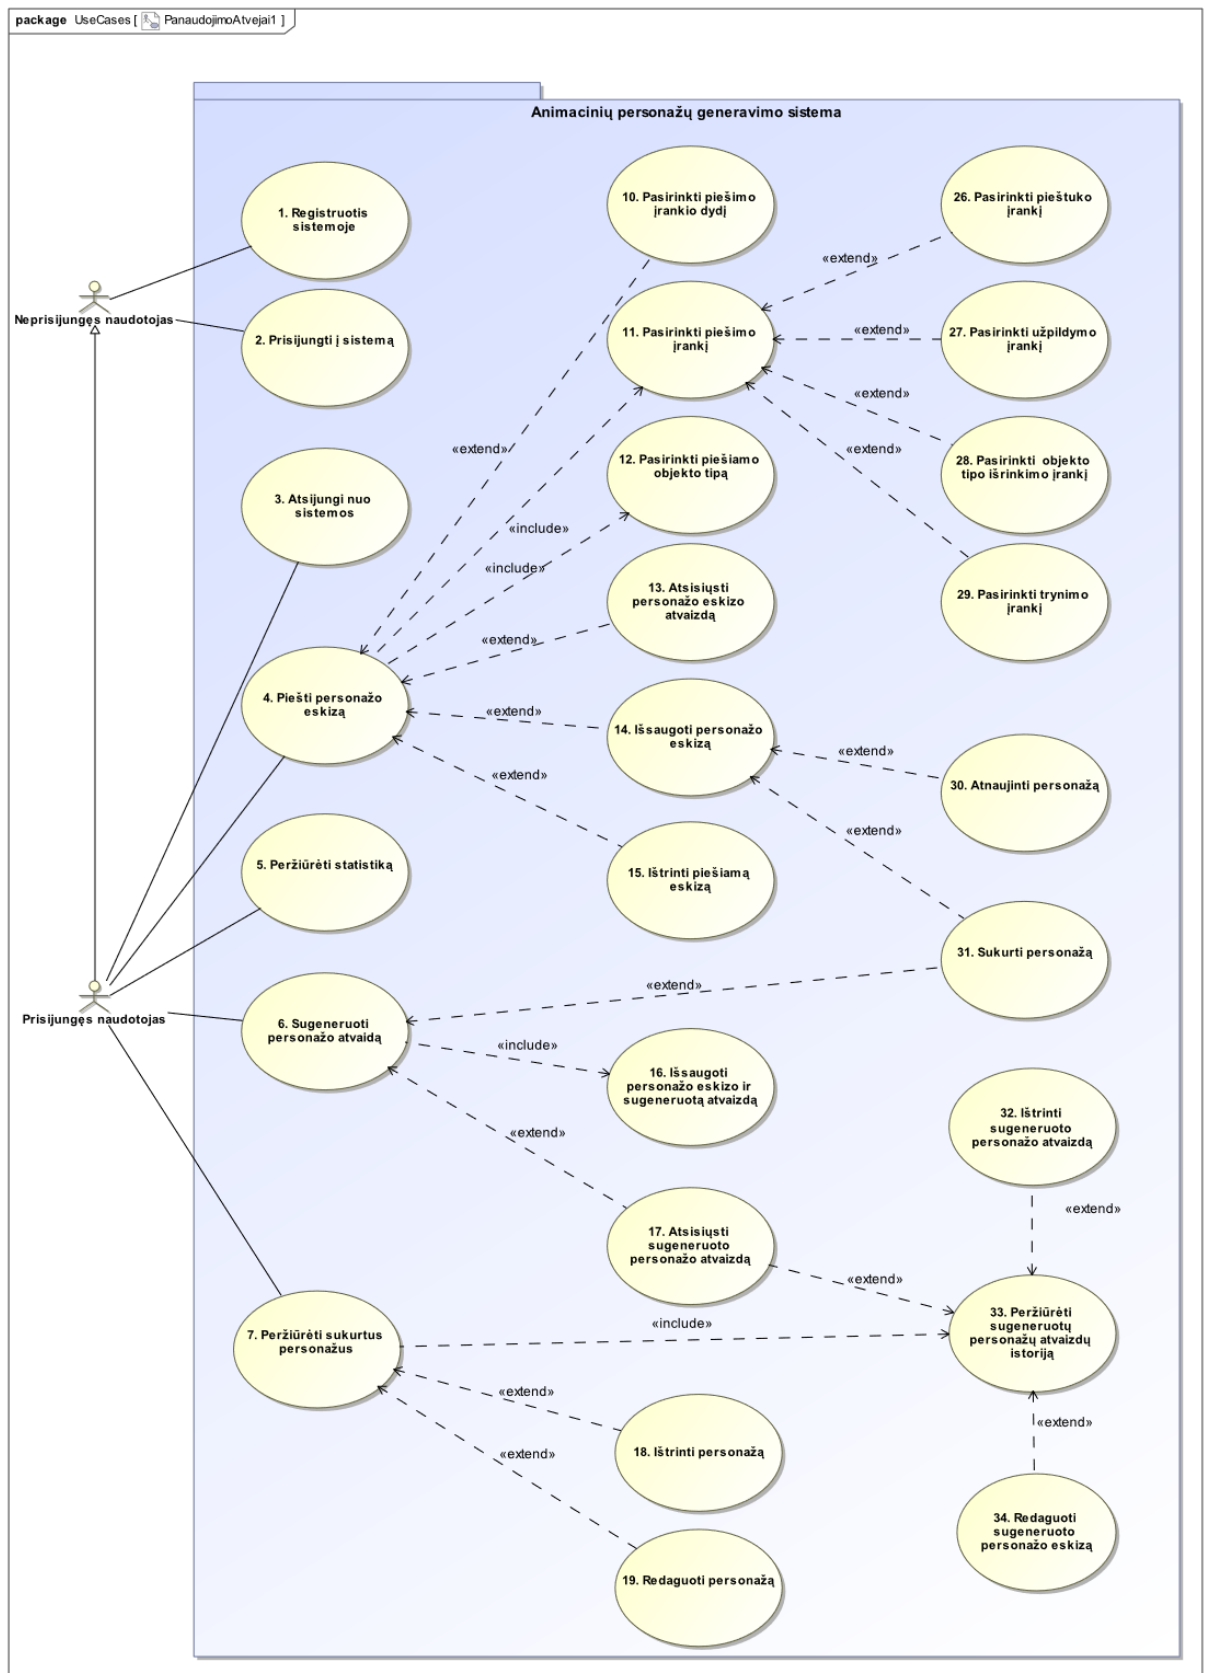 package UseCases [ PanaudojimoAtvejai1 ]
Animacinių personažų generavimo sistema
1. Registruotis
sistemoje
2. Prisijungti į sistemą
3. Atsijungi nuo
sistemos
4. Piešti personažo
eskizą
5. Peržiūrėti statistiką
6. Sugeneruoti
personažo atvaidą
7. Peržiūrėti sukurtus
personažus
Neprisijungęs naudotojas
Prisijungęs naudotojas
10. Pasirinkti piešimo
įrankio dydį
11. Pasirinkti piešimo
įrankį
12. Pasirinkti piešiamo
objekto tipą
13. Atsisiųsti
personažo eskizo
atvaizdą
14. Išsaugoti personažo
eskizą
15. Ištrinti piešiamą
eskizą
16. Išsaugoti
personažo eskizo ir
sugeneruotą atvaizdą
17. Atsisiųsti
sugeneruoto
personažo atvaizdą
18. Ištrinti personažą
19. Redaguoti personažą
26. Pasirinkti pieštuko
įrankį
27. Pasirinkti užpildymo
įrankį
28. Pasirinkti objekto
tipo išrinkimo įrankį
29. Pasirinkti trynimo
įrankį
30. Atnaujinti personažą
31. Sukurti personažą
32. Ištrinti
sugeneruoto
personažo atvaizdą
33. Peržiūrėti
sugeneruotų
personažų atvaizdų
istoriją
34. Redaguoti
sugeneruoto
personažo eskizą
«extend»
«extend»
«extend»
«extend»
«extend»
«include»
«include»
«extend»
«extend»
«extend»
«extend»
«extend»
«extend»
«include»
«extend»
«extend»
«extend»
«include»
«extend»
«extend»
«extend»